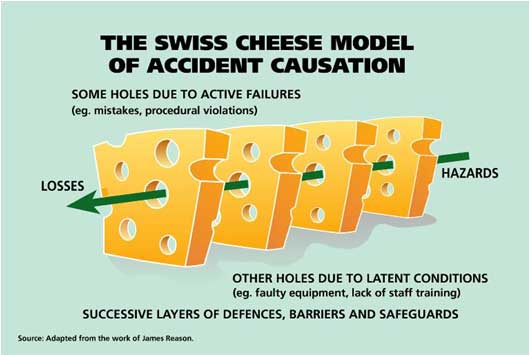 THE SWISS CHEESE MODEL
OF ACCIDENT CAUSATION
SOME HOLES DUE TO ACTIVE FAILURES
(eg. mistakes, procedural violations)
LOSSES
HAZARDS
OTHER HOLES DUE TO LATENT CONDITIONS
(eg. faulty equipment, lack of staff training)
SUCCESSIVE LAYERS OF DEFENCES, BARRIERS AND SAFEGUARDS
Source: Adapted from the work of James Reason.